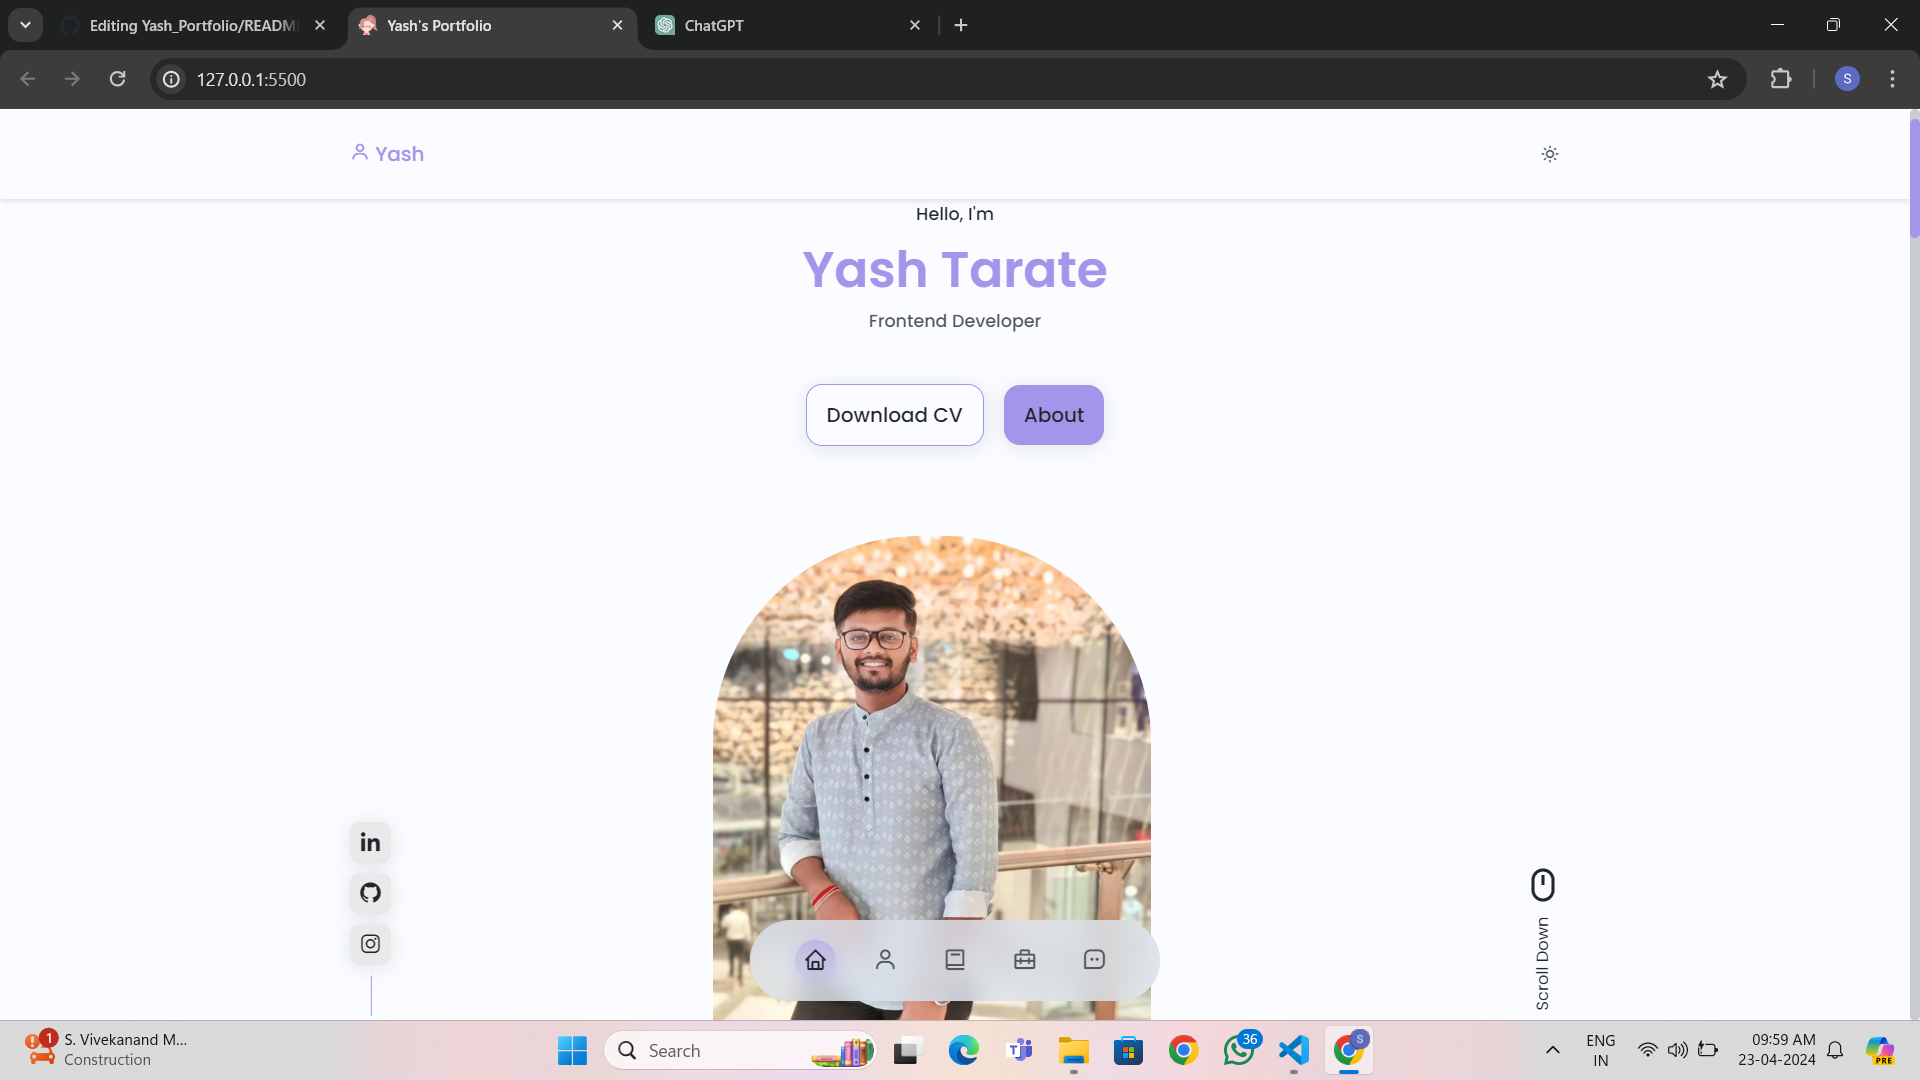 Editing Yash_Portfolio/READM
Yash's Portfolio
ChatGPT
127.0.0.1:5500
S
Yash
Hello, I'm
Yash Tarate
Frontend Developer
Download CV
About
in
Scroll Down
1
S. Vivekanand M...
Construction
Search
36
S
ENG
IN
09:59 AM
23-04-2024
PRE